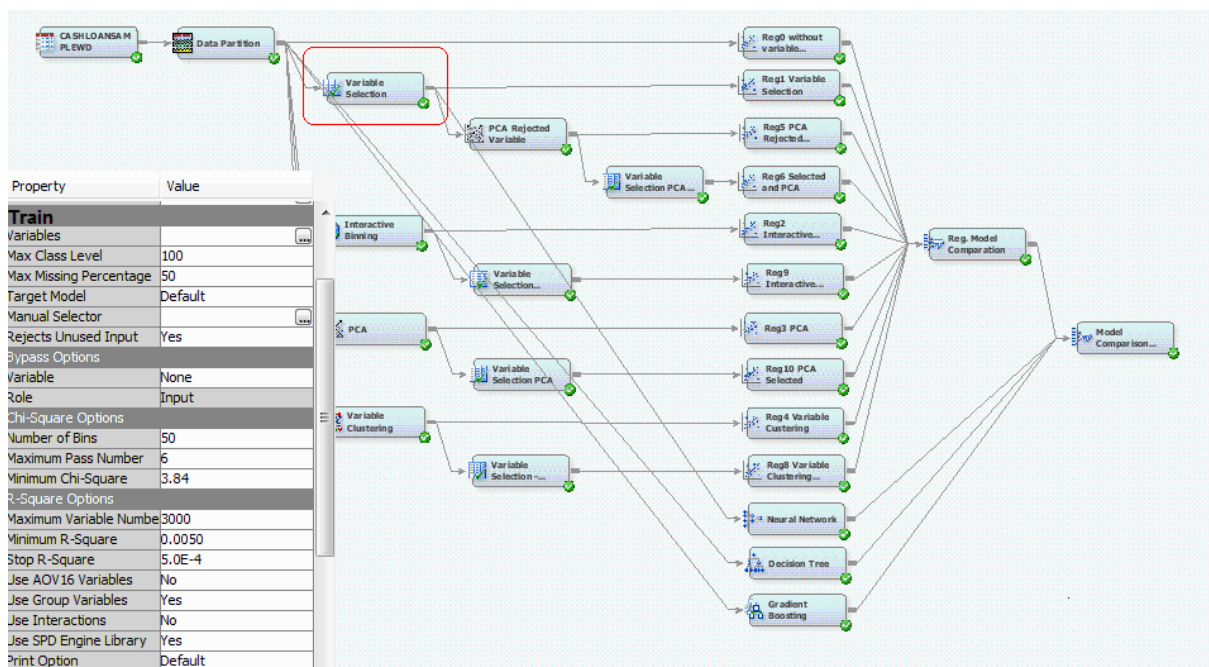 CASHLOANSAM
PLEWD
Data Partition
Variable
Selection
PCA Rejected
Variable
Variable
Selection PCA...
Reg0 without
variable...
Reg1 Variable
Selection
Reg5 PCA
Rejected...
Reg6 Selected
and PCA
Interactive
Binning
Reg2
Interactive...
Variable
Selection...
Reg9
Interactive...
PCA
Reg3 PCA
Variable
Selection PCA
Reg10 PCA
Selected
Variable
Clustering
Reg4 Variable
Custering
Variable
Selection -...
Reg8 Variable
Clustering...
Neural Network
Decision Tree
Gradient
Boosting
Reg. Model
Comparation
Model
Comparison...
Property Value
Train
Variables ...
Max Class Level 100
Max Missing Percentage 50
Target Model Default
Manual Selector ...
Rejects Unused Input Yes
Bypass Options
Variable None
Role Input
Chi-Square Options
Number of Bins 50
Maximum Pass Number 6
Minimum Chi-Square 3.84
R-Square Options
Maximum Variable Numbe 3000
Minimum R-Square 0.0050
Stop R-Square 5.0E-4
Use AOV16 Variables No
Use Group Variables Yes
Use Interactions No
Use SPD Engine Library Yes
Print Option Default